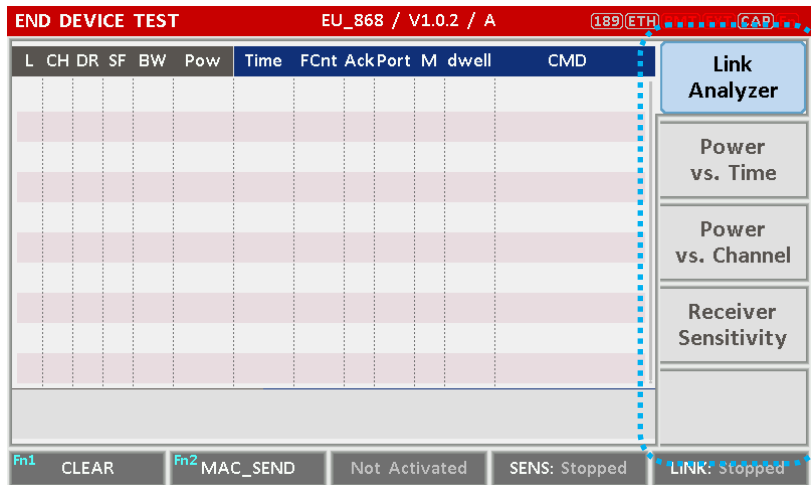 END DEVICE TEST EU_868 / V1.0.2 / A 189 ETH CAP
L CH DR SF BW Pow Time FCnt Ack Port M dwell CMD
Link
Analyzer
Power
vs. Time
Power
vs. Channel
Receiver
Sensitivity
Fn1 CLEAR Fn2 MAC_SEND Not Activated SENS: Stopped LINK: Stopped